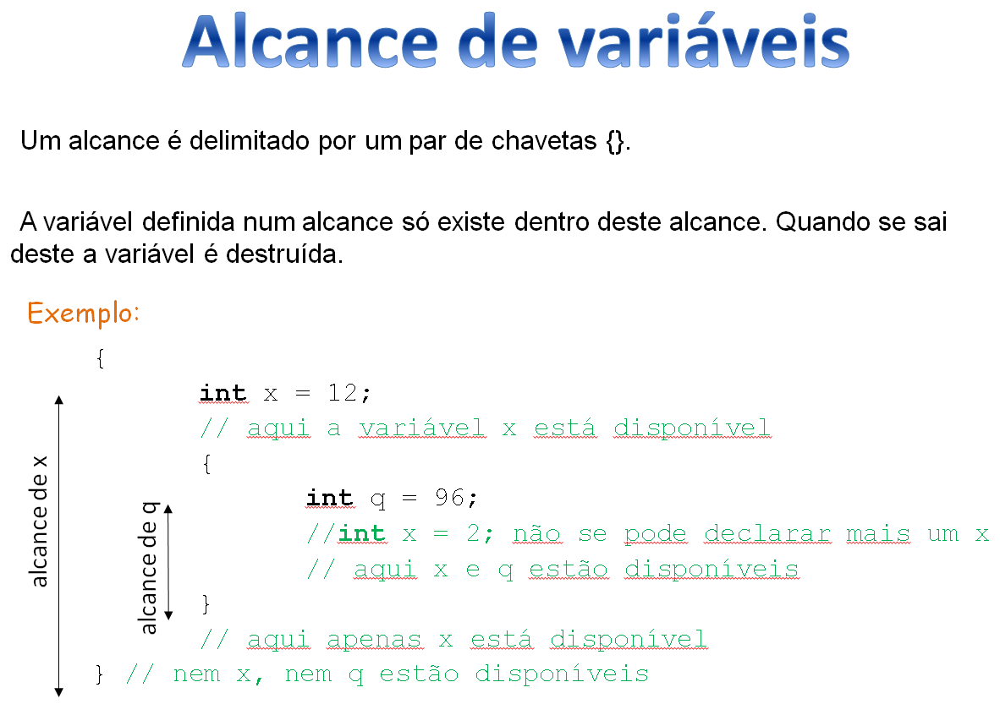 Alcance de variáveis
Um alcance é delimitado por um par de chavetas {}.
A variável definida num alcance só existe dentro deste alcance. Quando se sai
deste a variável é destruída.
Exemplo:
{
int x = 12;
// aqui a variável x está disponível
{
int q = 96;
//int x = 2; não se pode declarar mais um x
// aqui x e q estão disponíveis
}
// aqui apenas x está disponível
} // nem x, nem q estão disponíveis
alcance de x
alcance de q